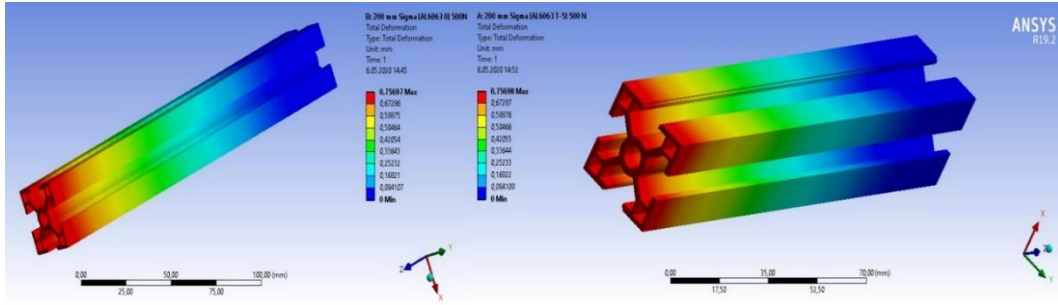 B: 200 mm Sigma (AL6063 O) 500N
Total Deformation
Type: Total Deformation
Unit: mm
Time: 1
6.05.2020 14:45
0.75697 Max
0,67286
0,58875
0,50464
0,42054
0,33643
0,25232
0,16821
0,084107
0 Min
A: 200 mm Sigma (AL6063 T-5) 500 N
Total Deformation
Type: Total Deformation
Unit: mm
Time: 1
6.05.2020 14:52
0.75698 Max
0,67287
0,58876
0,50466
0,42055
0,33644
0,25233
0,16822
0,084109
0 Min
ANSYS
R19.2
0,00 50,00 100,00 (mm)
25,00 75,00
Z Y X
0,00 35,00 70,00 (mm)
17,50 52,50
X Z Y